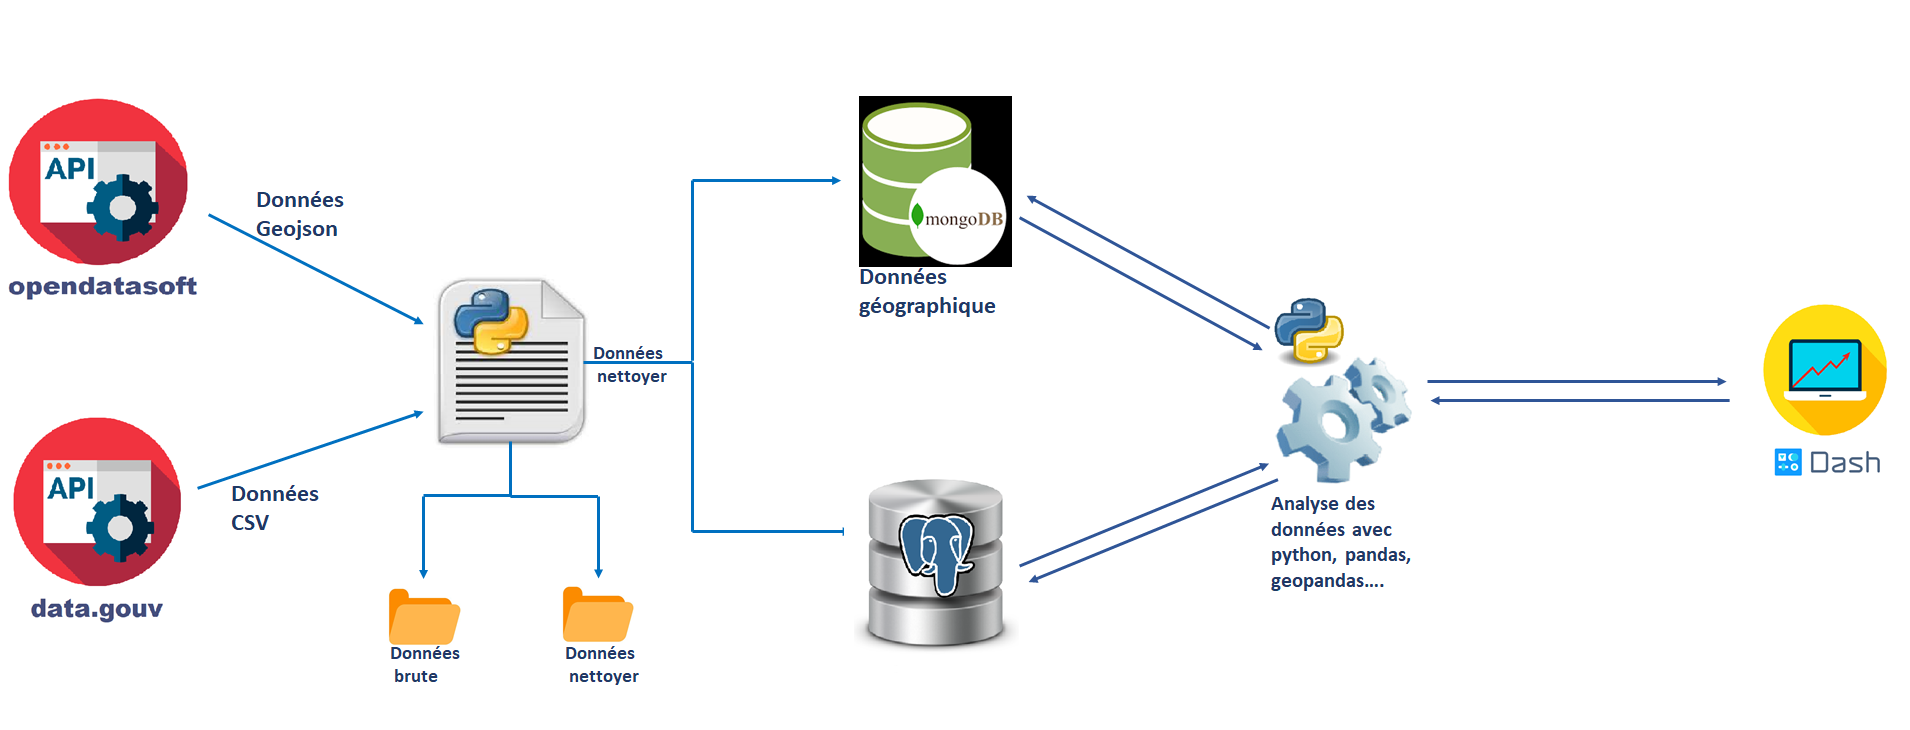 API
opendatasoft
Données
Geojson
API
data.gouv
Données
CSV
Données
nettoyer
Données
brute
Données
nettoyer
mongoDB
Données
géographique
Analyse des
données avec
python, pandas,
geopandas....
Dash